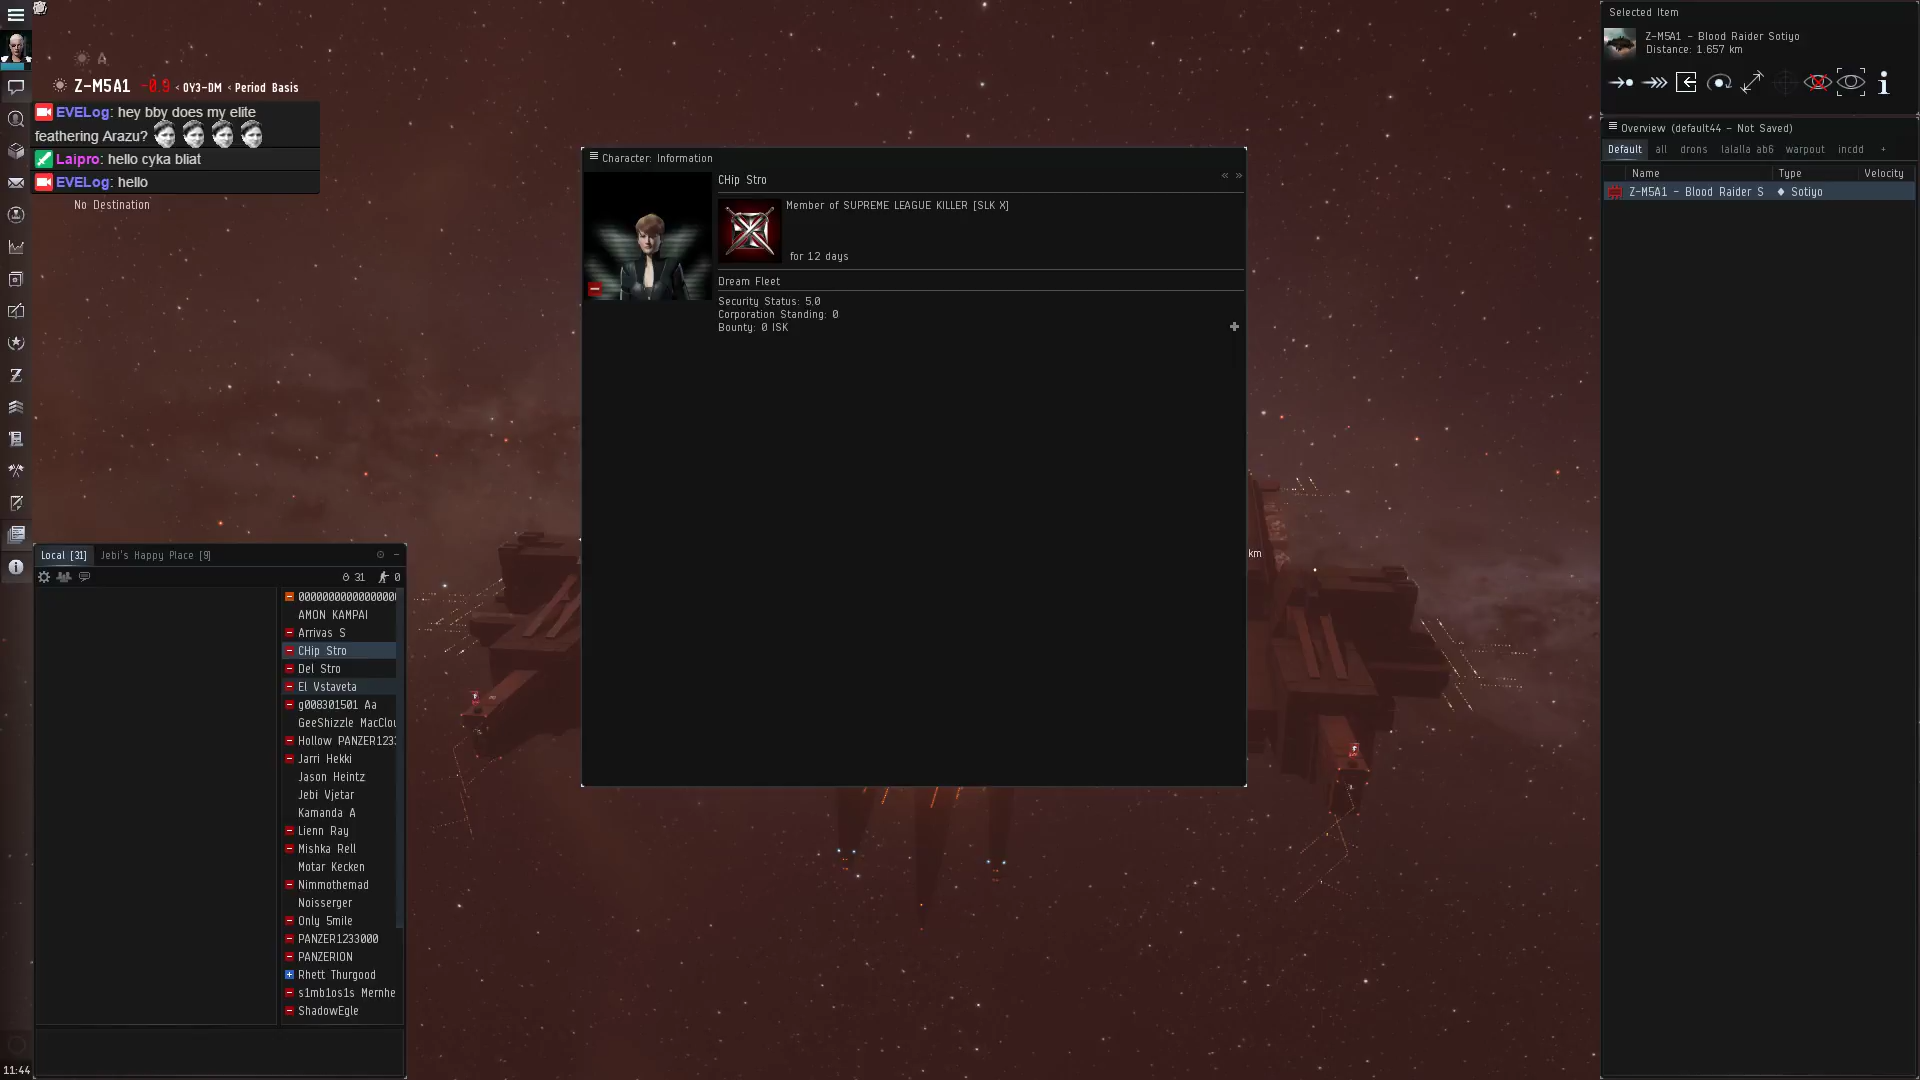 A
Z-M5A1 -0.9 < OY3-DM < Period Basis
EVELog: hey bby does my elite
feathering Arazu?
Laipro: hello cyka bliat
EVELog: hello
No Destination
Character: Information
CHip Stro
Member of SUPREME LEAGUE KILLER [SLK X]
for 12 days
Dream Fleet
Security Status: 5,0
Corporation Standing: 0
Bounty: 0 ISK
km
Selected Item
Z-M5A1 - Blood Raider Sotiyo
Distance: 1.657 km
Overview (default44 - Not Saved)
Default all drons lalalla ab6 warpout incdd +
Name Type Velocity
Z-M5A1 - Blood Raider S Sotiyo
Local [31] Jebi's Happy Place [9]
31 0
AMON KAMPAI
Arrivas S
CHip Stro
Del Stro
El Vstaveta
g008301501 Aa
GeeShizzle MacClou
Hollow PANZER123
Jarri Hekki
Jason Heintz
Jebi Vjetar
Kamanda A
Lienn Ray
Mishka Rell
Motar Kecken
Nimmothemad
Noisserger
Only 5mile
PANZER1233000
PANZERION
Rhett Thurgood
s1mb1os1s Mernhe
ShadowEgle
11:44